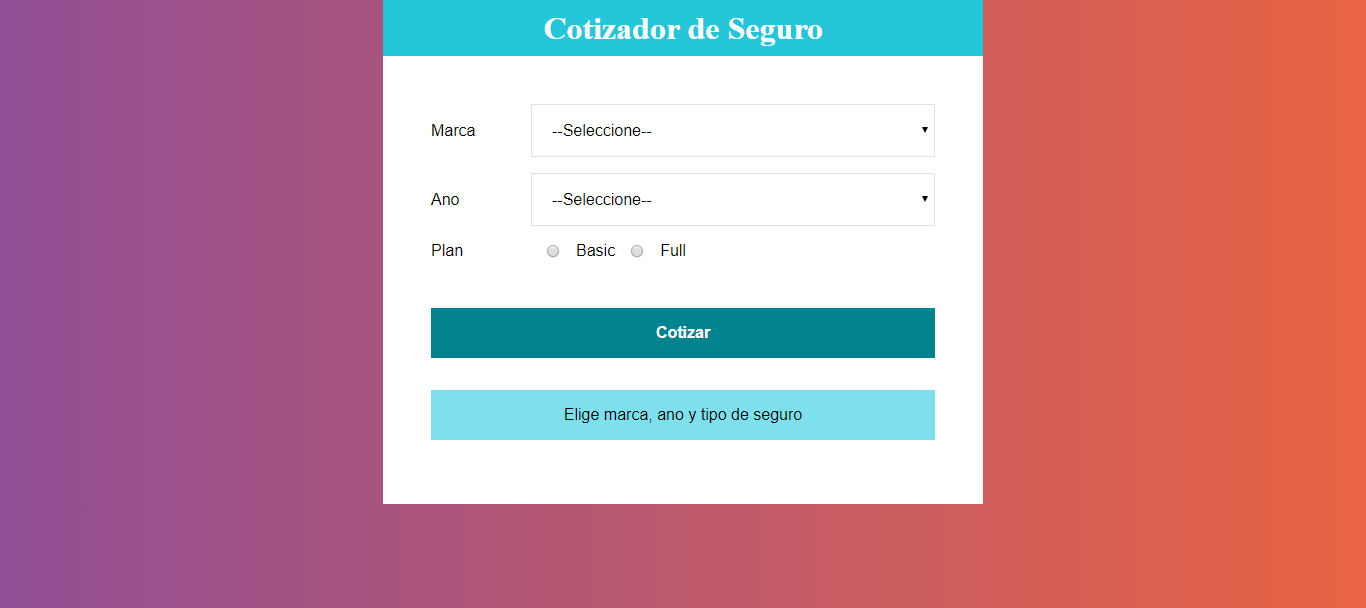 Cotizador de Seguro
Marca --Seleccione--
Ano --Seleccione--
Plan Basic Full
Cotizar
Elige marca, ano y tipo de seguro